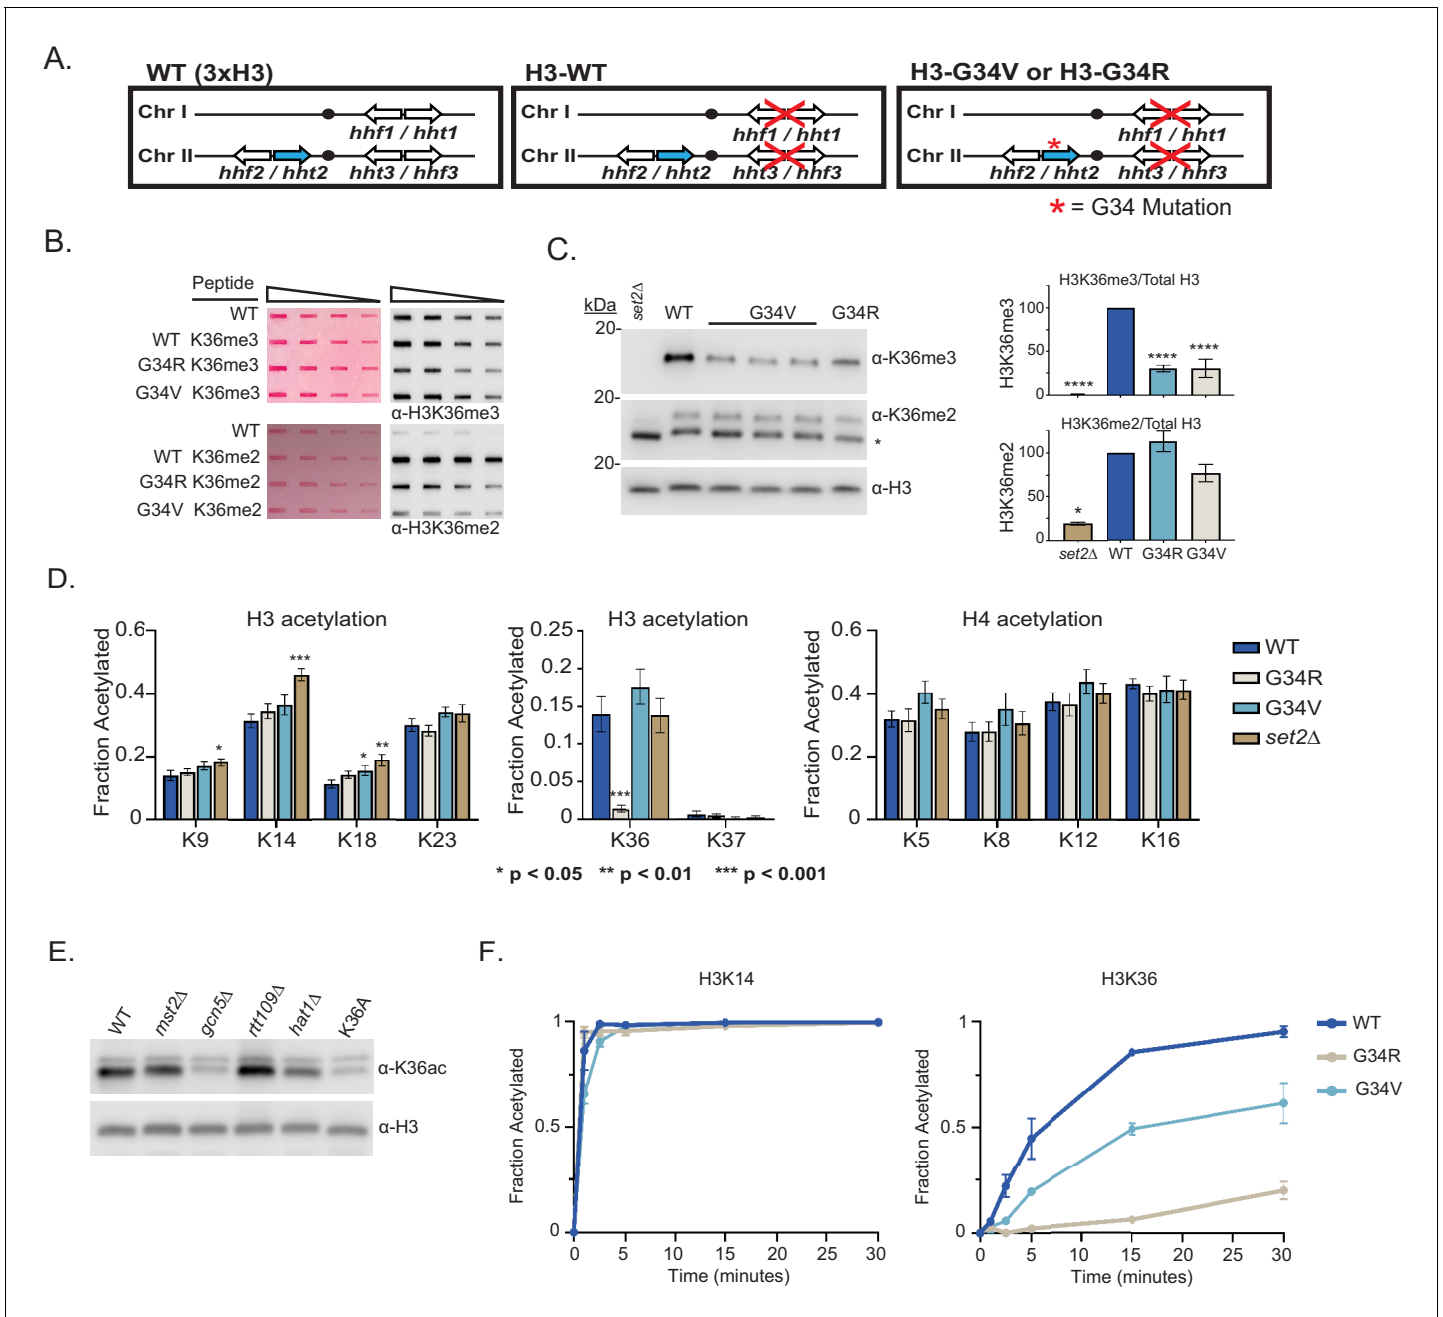 A.
WT (3xH3)
Chr I
hhf1 / hht1
Chr II
hhf2 / hht2
hht3 / hhf3
H3-WT
Chr I
hhf1 / hht1
Chr II
hhf2 / hht2
hht3 / hhf3
H3-G34V or H3-G34R
Chr I
hhf1 / hht1
Chr II
*
hhf2 / hht2
hht3 / hhf3
* = G34 Mutation
B.
Peptide
WT
WT K36me3
G34R K36me3
G34V K36me3
α-H3K36me3
WT
WT K36me2
G34R K36me2
G34V K36me2
α-H3K36me2
C.
kDa
set2Δ
WT
G34V
G34R
20-
α-K36me3
20-
α-K36me2
*
20-
α-H3
H3K36me3/Total H3
H3K36me3
100
50
0
****
****
****
H3K36me2/Total H3
H3K36me2
100
50
0
*
set2Δ WT G34R G34V
D.
H3 acetylation
Fraction Acetylated
0.6
0.4
0.2
0
*
***
*
**
K9 K14 K18 K23
H3 acetylation
Fraction Acetylated
0.25
0.2
0.15
0.1
0.05
0
***
K36 K37
H4 acetylation
Fraction Acetylated
0.6
0.4
0.2
0
K5 K8 K12 K16
WT
G34R
G34V
set2Δ
* p < 0.05 ** p < 0.01 *** p < 0.001
E.
WT
mst2Δ
gcn5Δ
rtt109Δ
hat1Δ
K36A
α-K36ac
α-H3
F.
H3K14
Fraction Acetylated
1
0.5
0
0 5 10 15 20 25 30
Time (minutes)
H3K36
Fraction Acetylated
1
0.5
0
0 5 10 15 20 25 30
Time (minutes)
WT
G34R
G34V